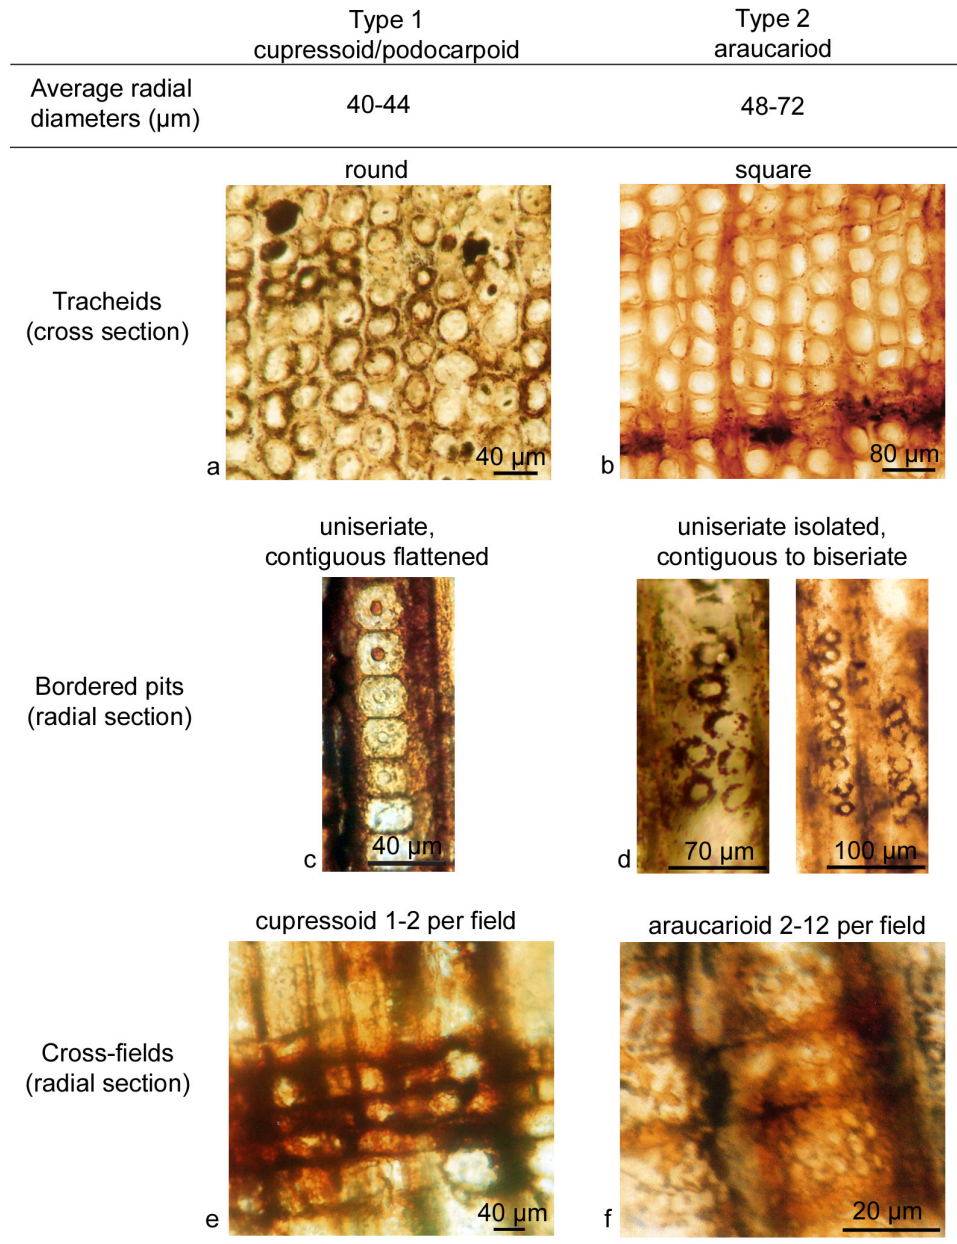 Type 1
cupressoid/podocarpoid
Type 2
araucariod
Average radial
diameters (µm)
40-44
48-72
round
square
Tracheids
(cross section)
a
40 µm
b
80 µm
uniseriate,
contiguous flattened
uniseriate isolated,
contiguous to biseriate
Bordered pits
(radial section)
c
40 µm
d
70 µm
100 µm
cupressoid 1-2 per field
araucarioid 2-12 per field
Cross-fields
(radial section)
e
40 µm
f
20 µm